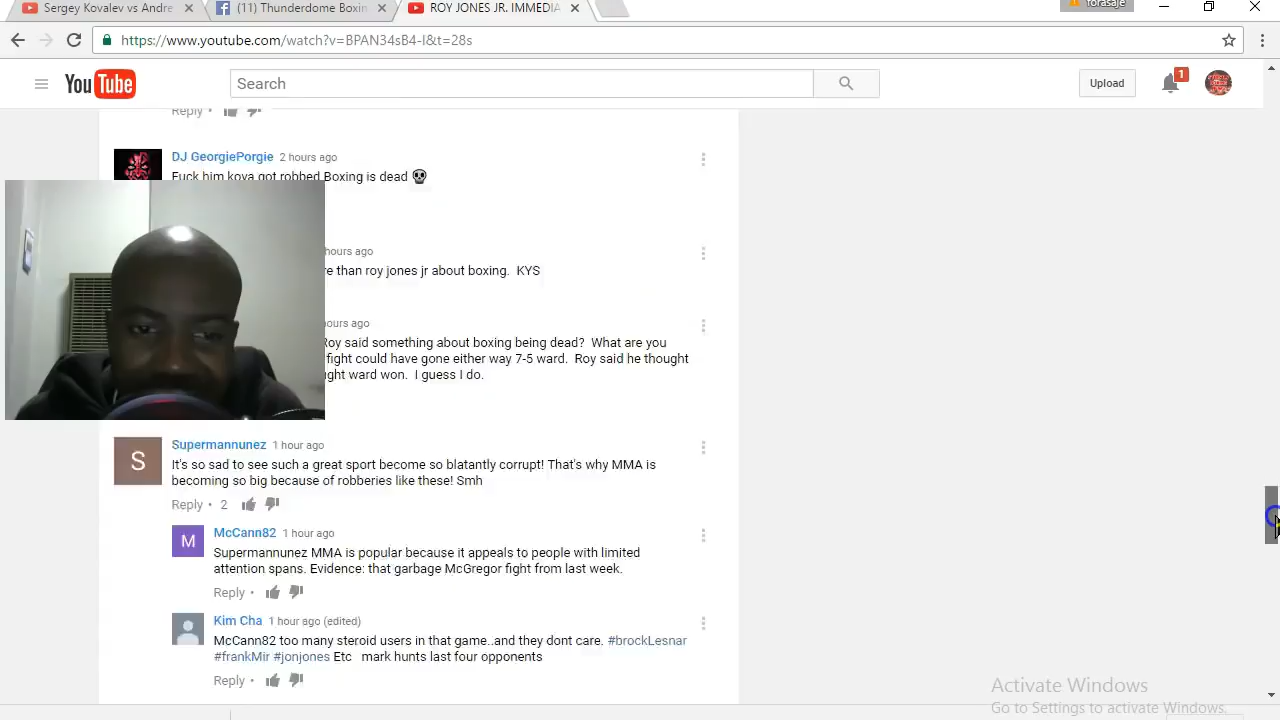 Sergey Kovalev vs Andre
(11) Thunderdome Boxin
ROY JONES JR. IMMEDIA
https://www.youtube.com/watch?v=BPAN34sB4-I&t=28s
YouTube
Search
Upload
1
Reply
DJ GeorgiePorgie 2 hours ago
Fuck him kova got robbed Boxing is dead
hours ago
than roy jones jr about boxing. KYS
hours ago
Roy said something about boxing being dead? What are you
fight could have gone either way 7-5 ward. Roy said he thought
ward won. I guess I do.
S
Supermannunez 1 hour ago
It's so sad to see such a great sport become so blatantly corrupt! That's why MMA is
becoming so big because of robberies like these! Smh
Reply · 2
M
McCann82 1 hour ago
Supermannunez MMA is popular because it appeals to people with limited
attention spans. Evidence: that garbage McGregor fight from last week.
Reply ·
Kim Cha 1 hour ago (edited)
McCann82 too many steroid users in that game..and they dont care. #brockLesnar
#frankMir #jonjones Etc mark hunts last four opponents
Reply ·
Activate Windows
Go to Settings to activate Windows.